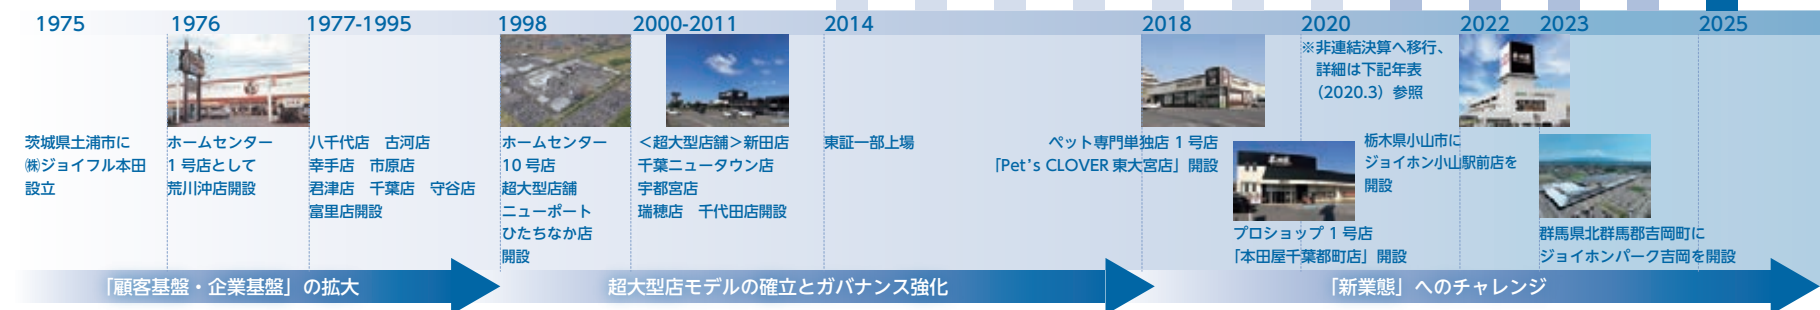 1975
1976
1977-1995
1998
2000-2011
2014
2018
2020
2022
2023
2025
茨城県土浦市に
㈱ジョイフル本田
設立
ホームセンター
1 号店として
荒川沖店開設
八千代店　古河店
幸手店　市原店
君津店　千葉店　守谷店
富里店開設
ホームセンター
10 号店
超大型店舗
ニューポート
ひたちなか店
開設
＜超大型店舗＞新田店
千葉ニュータウン店
宇都宮店
瑞穂店　千代田店開設
東証一部上場
ペット専門単独店 1 号店
「Pet's CLOVER 東大宮店」開設
※非連結決算へ移行、
詳細は下記年表
（2020.3）参照
プロショップ 1 号店
「本田屋千葉都町店」開設
栃木県小山市に
ジョイホン小山駅前店を
開設
群馬県北群馬郡吉岡町に
ジョイホンパーク吉岡を開設
「顧客基盤・企業基盤」の拡大
超大型店モデルの確立とガバナンス強化
「新業態」へのチャレンジ